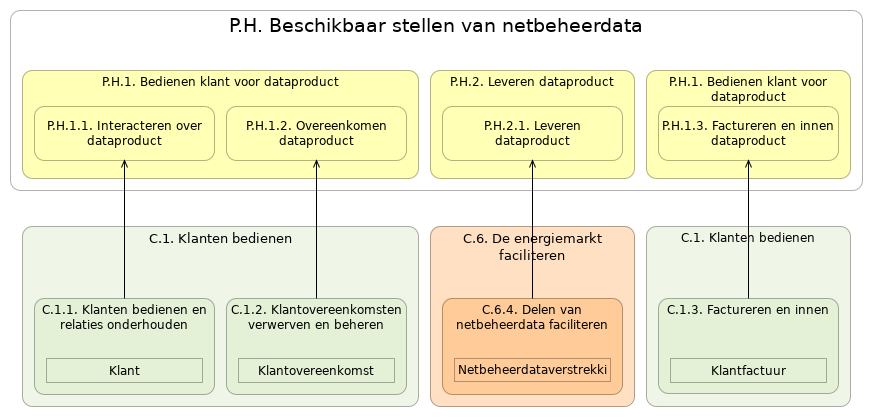 P.H. Beschikbaar stellen van netbeheerdata
P.H.1. Bedienen klant voor dataproduct
P.H.1.1. Interacteren over
dataproduct
P.H.1.2. Overeenkomen
dataproduct
P.H.2. Leveren dataproduct
P.H.2.1. Leveren
dataproduct
P.H.1. Bedienen klant voor
dataproduct
P.H.1.3. Factureren en innen
dataproduct
C.1. Klanten bedienen
C.1.1. Klanten bedienen en
relaties onderhouden
Klant
C.1.2. Klantovereenkomsten
verwerven en beheren
Klantovereenkomst
C.6. De energiemarkt
faciliteren
C.6.4. Delen van
netbeheerdata faciliteren
Netbeheerdataverstrekki
C.1. Klanten bedienen
C.1.3. Factureren en innen
Klantfactuur